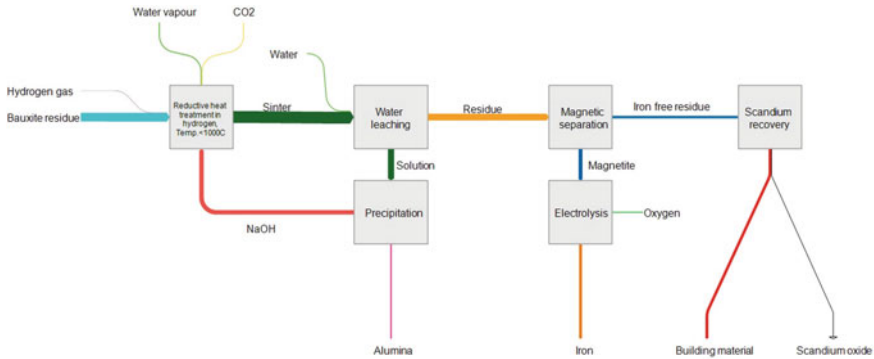 Water vapour
CO2
Water
Hydrogen gas
Bauxite residue
Reductive heat
treatment in
hydrogen,
Temp.<1000C
Sinter
Water
leaching
Residue
Magnetic
separation
Iron free residue
Scandium
recovery
Solution
Magnetite
Precipitation
Electrolysis
Oxygen
NaOH
Alumina
Iron
Building material
Scandium oxide